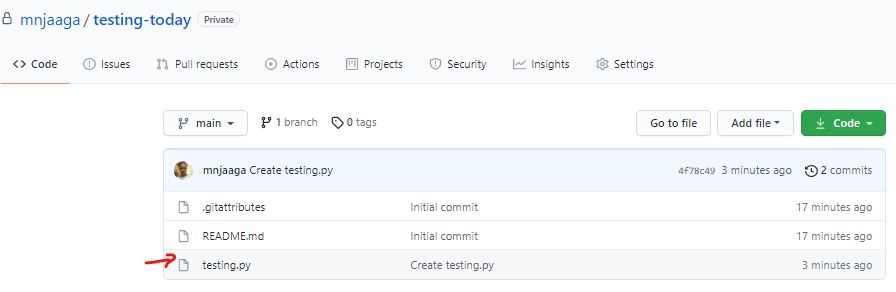 mnjaaga / testing-today Private
Code Issues Pull requests Actions Projects Security Insights Settings
main 1 branch 0 tags Go to file Add file Code
mnjaaga Create testing.py 4f78c49 3 minutes ago 2 commits
.gitattributes Initial commit 17 minutes ago
README.md Initial commit 17 minutes ago
testing.py Create testing.py 3 minutes ago